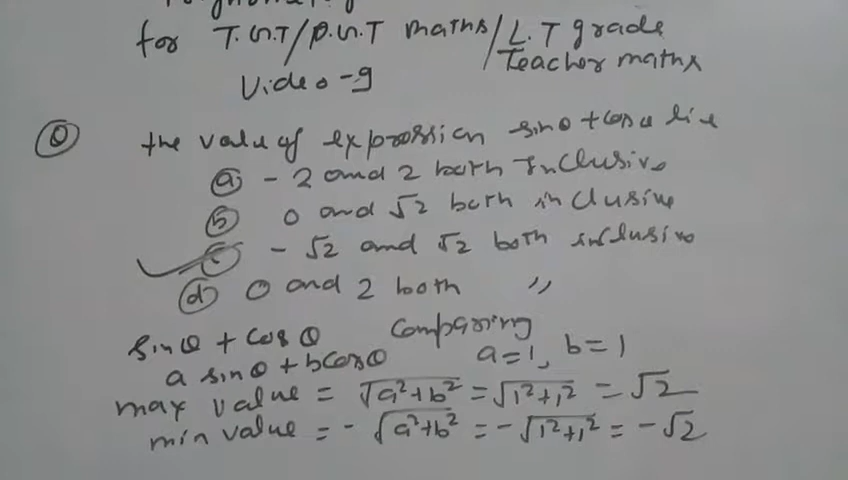 for T.G.T/P.G.T maths/L.T grade
Teacher maths
Video-9
Q the value of expression sinθ + cosθ lie
a - 2 and 2 both inclusive
b 0 and √2 both inclusive
c - √2 and √2 both inclusive
d 0 and 2 both "
sinθ + cosθ comparing
a sinθ + b cosθ a=1, b=1
max value = √a²+b² = √1²+1² = √2
min value = - √a²+b² = - √1²+1² = - √2